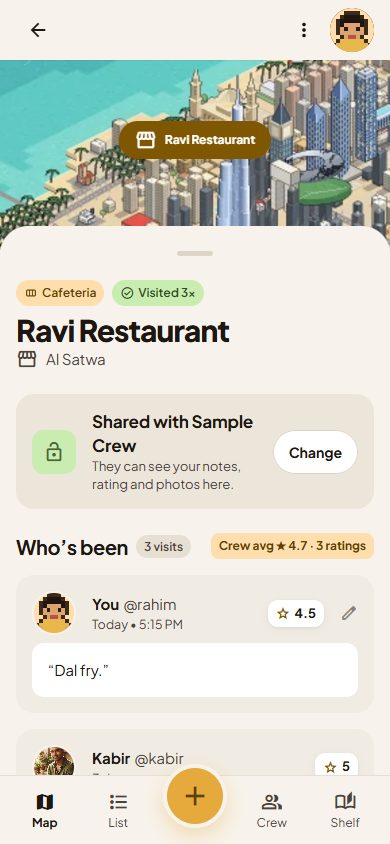 Ravi Restaurant
Cafeteria
Visited 3×
Ravi Restaurant
Al Satwa
Shared with Sample
Crew
They can see your notes,
rating and photos here.
Change
Who’s been
3 visits
Crew avg ★ 4.7 · 3 ratings
You @rahim
Today • 5:15 PM
4.5
“Dal fry.”
Kabir @kabir
5
Map
List
Crew
Shelf